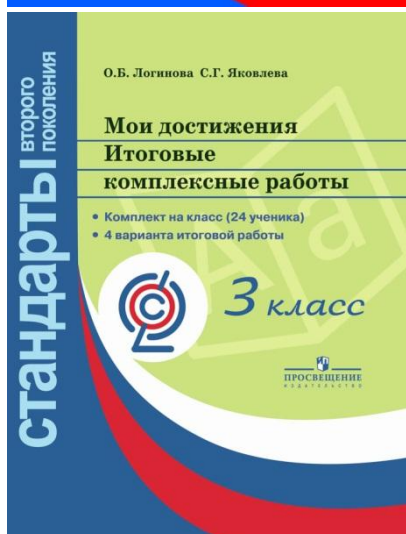 О.Б. Логинова С.Г. Яковлева
Мои достижения
Итоговые
комплексные работы
• Комплект на класс (24 ученика)
• 4 варианта итоговой работы
3 класс
ПРОСВЕЩЕНИЕ
ИЗДАТЕЛЬСТВО
стандарты
второго
поколения